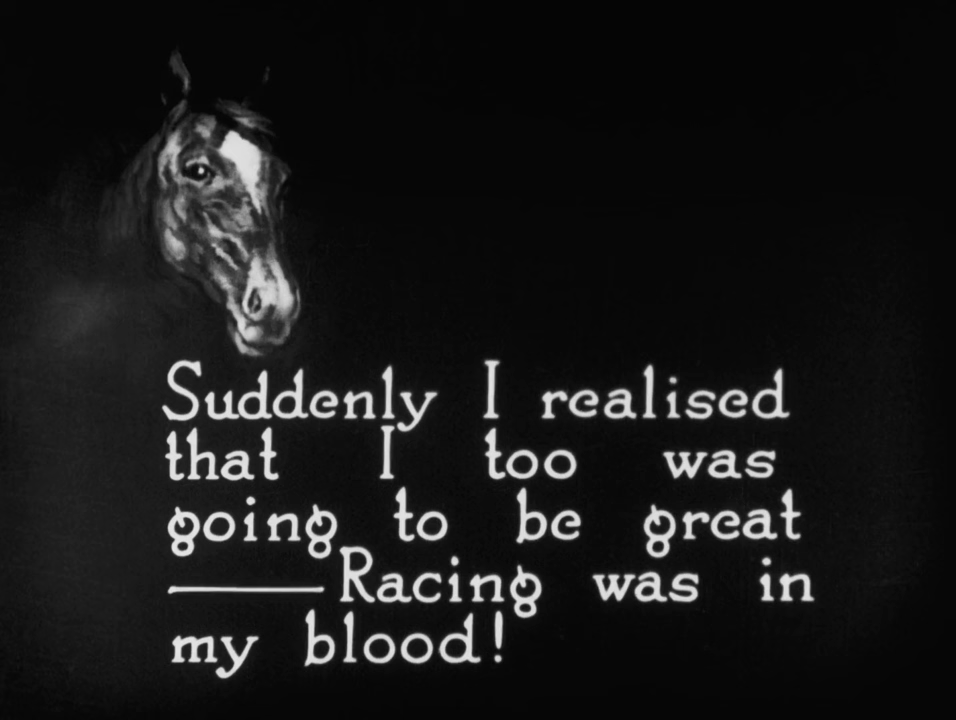 Suddenly I realised
that I too was
going to be great
—Racing was in
my blood!